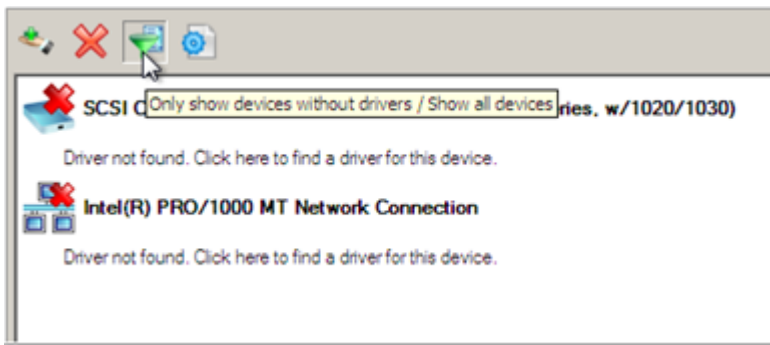 SCSI C
Only show devices without drivers / Show all devices
ries, w/1020/1030)
Driver not found. Click here to find a driver for this device.
Intel(R) PRO/1000 MT Network Connection
Driver not found. Click here to find a driver for this device.